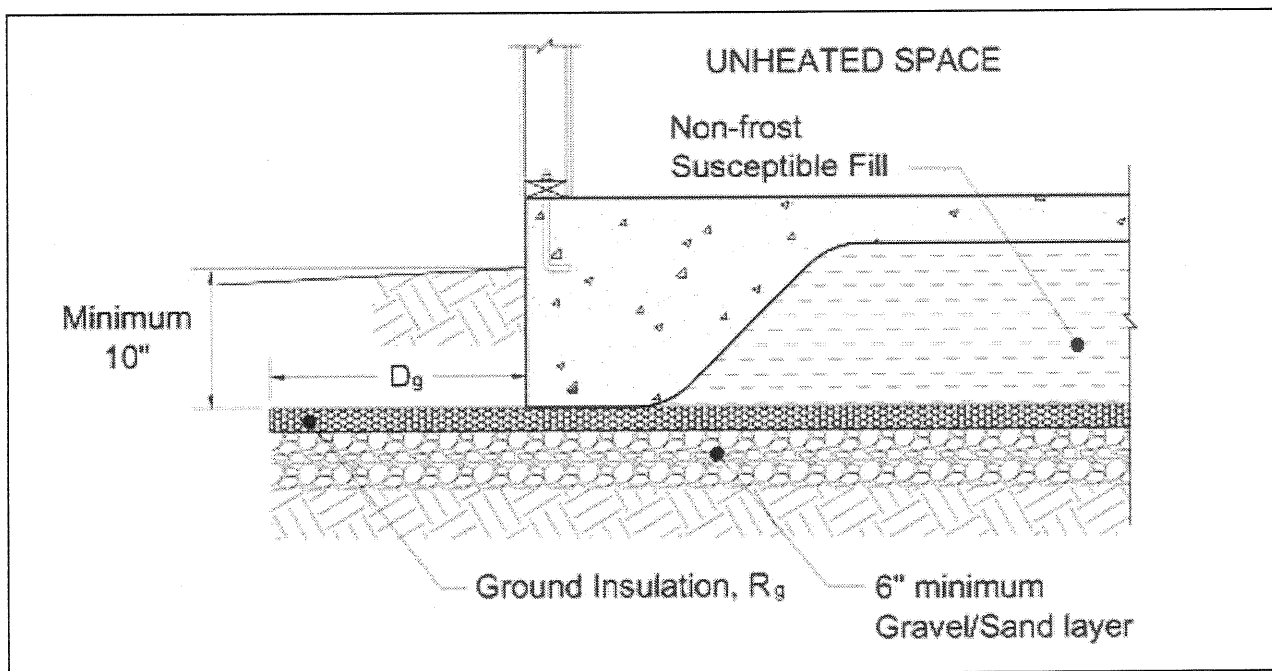 UNHEATED SPACE
Non-frost
Susceptible Fill
Minimum
10"
Dg
Ground Insulation, Rg
6" minimum
Gravel/Sand layer